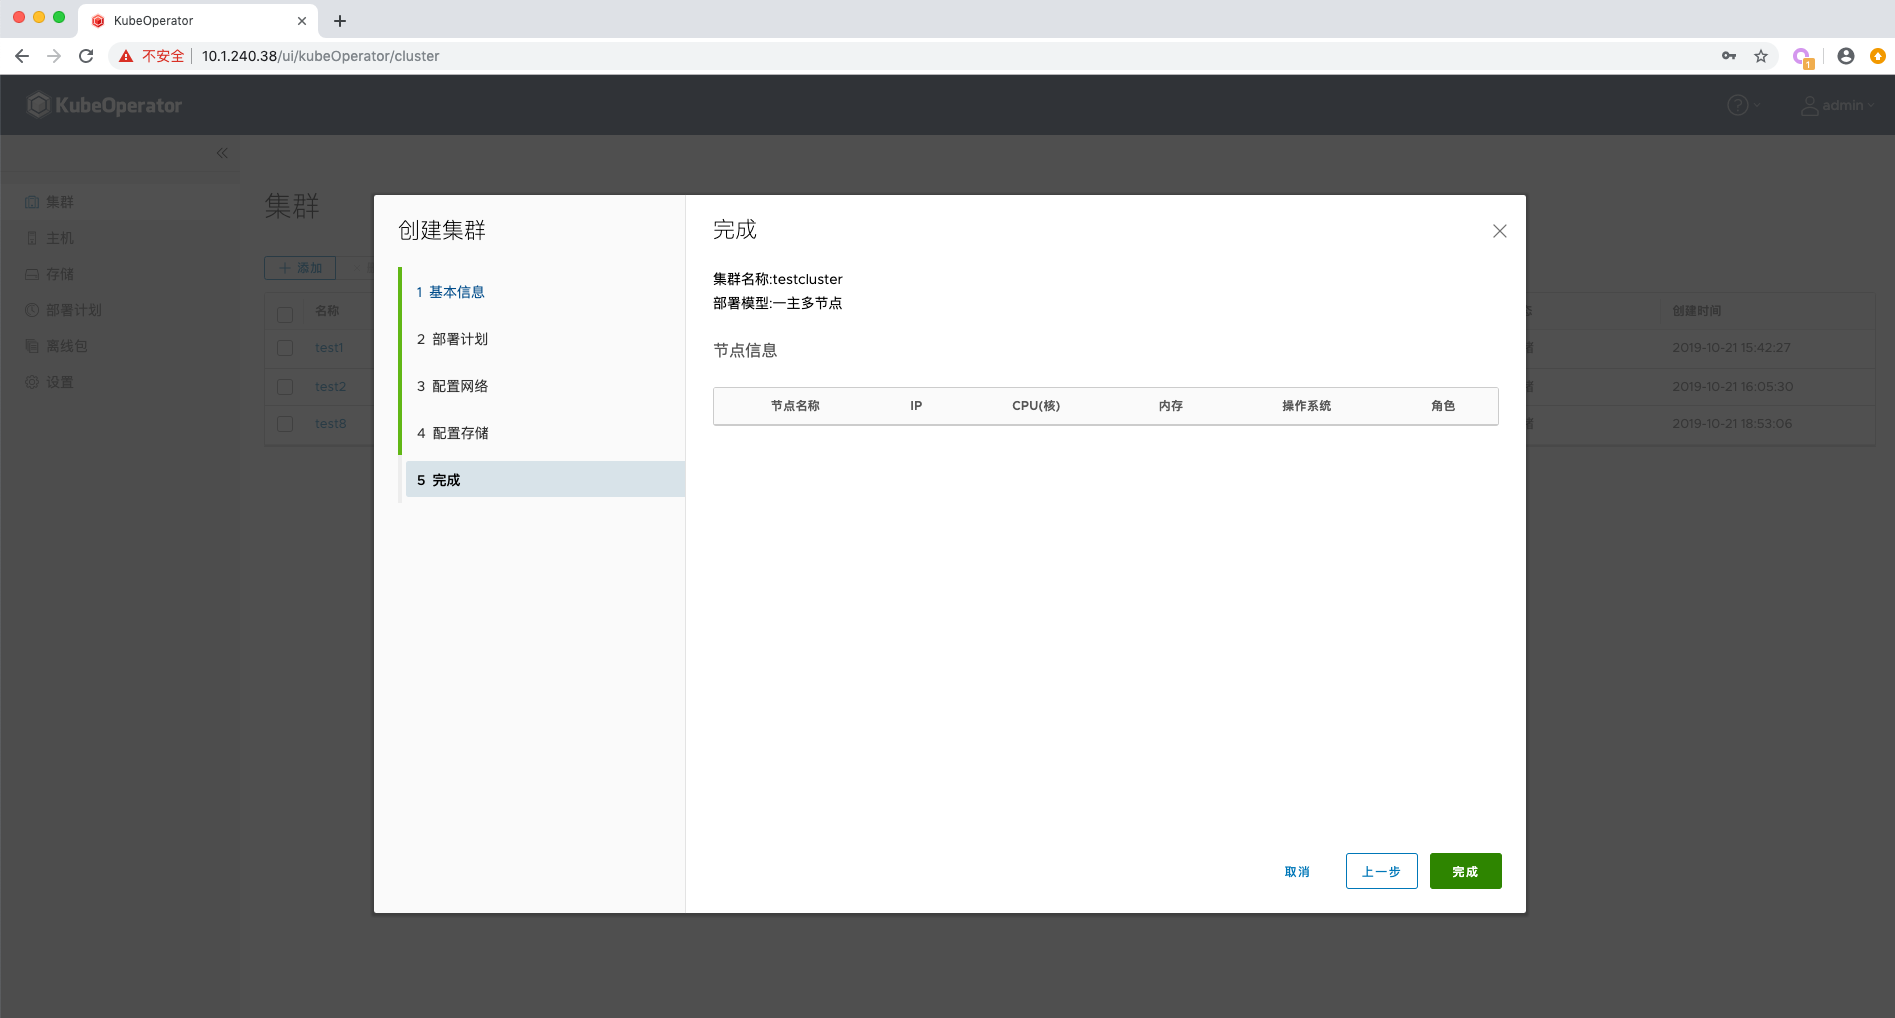 KubeOperator
不安全
10.1.240.38/ui/kubeOperator/cluster
1
KubeOperator
?
admin
集群
主机
存储
部署计划
离线包
设置
集群
添加
名称
创建时间
test1
2019-10-21 15:42:27
test2
2019-10-21 16:05:30
test8
2019-10-21 18:53:06
创建集群
1 基本信息
2 部署计划
3 配置网络
4 配置存储
5 完成
完成
集群名称:testcluster
部署模型:一主多节点
节点信息
节点名称 IP CPU(核) 内存 操作系统 角色
取消
上一步
完成